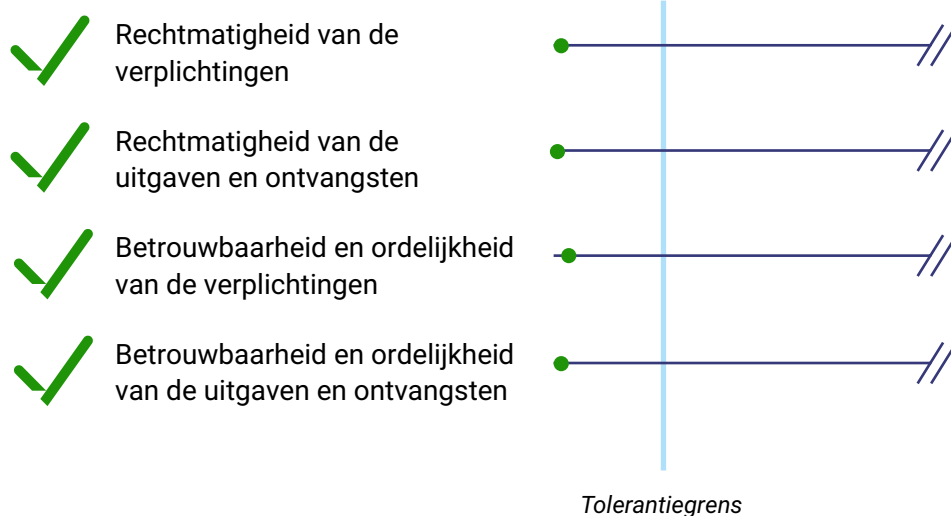 Rechtmatigheid van de
verplichtingen
Rechtmatigheid van de
uitgaven en ontvangsten
Betrouwbaarheid en ordelijkheid
van de verplichtingen
Betrouwbaarheid en ordelijkheid
van de uitgaven en ontvangsten
Tolerantiegrens